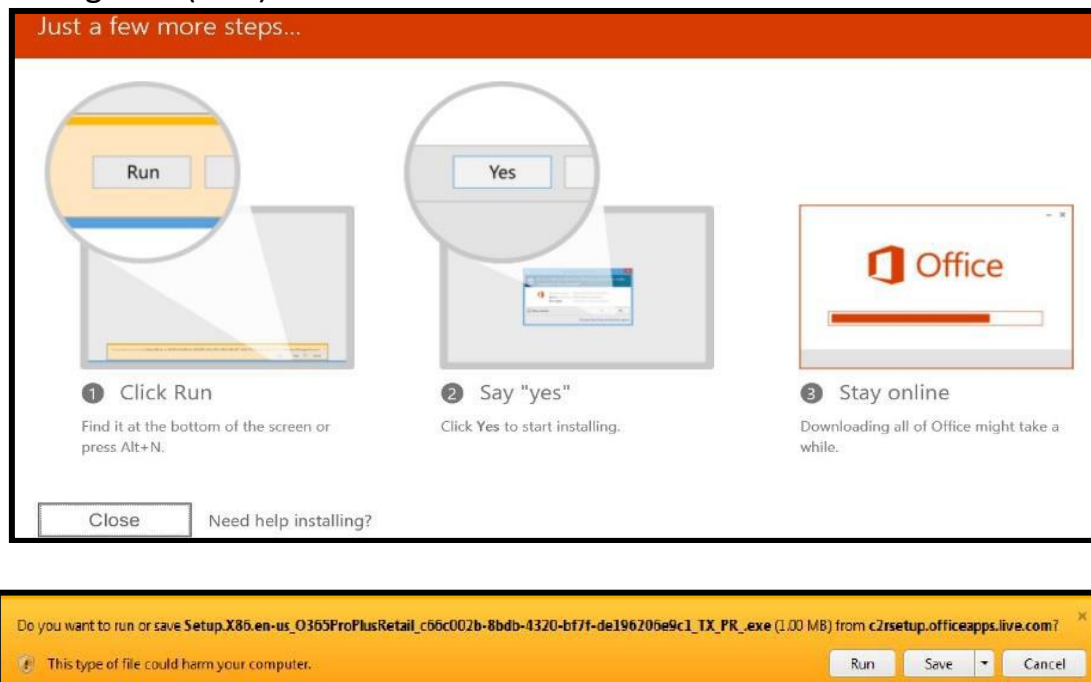 Just a few more steps...
Run
Yes
Office
1 Click Run
2 Say "yes"
3 Stay online
Find it at the bottom of the screen or
press Alt+N.
Click Yes to start installing.
Downloading all of Office might take a
while.
Close
Need help installing?
Do you want to run or save Setup.X86.en-us_O365ProPlusRetail_c66c002b-8bdb-4320-bf7f-de196206e9c1_TX_PR_.exe (1.00 MB) from c2rsetup.officeapps.live.com?
This type of file could harm your computer.
Run
Save
Cancel